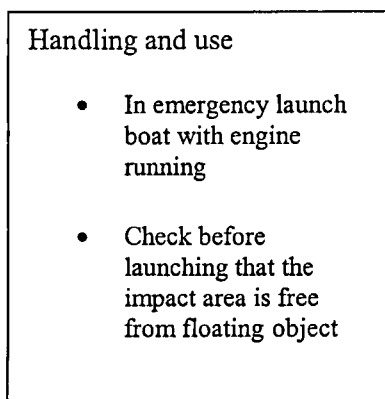 Handling and use
• In emergency launch
boat with engine
running
• Check before
launching that the
impact area is free
from floating object